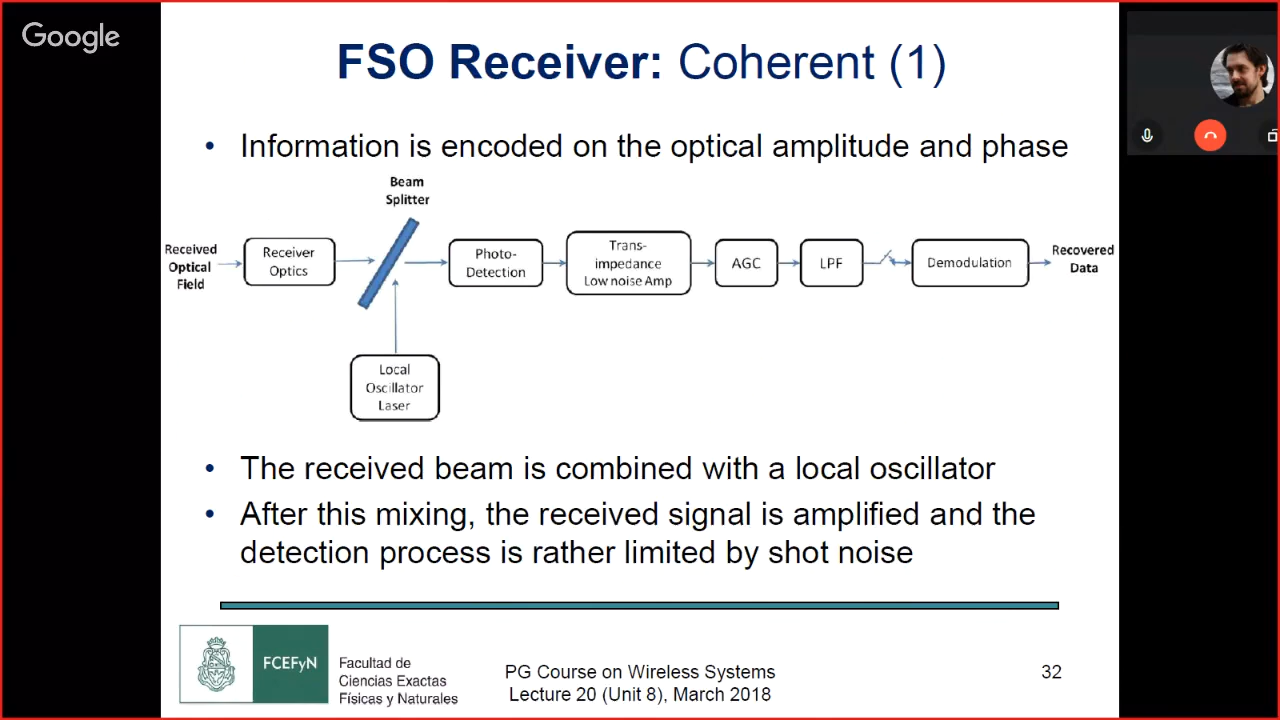 Google
FSO Receiver: Coherent (1)
• Information is encoded on the optical amplitude and phase
Beam
Splitter
Received
Optical
Field
Receiver
Optics
Photo-
Detection
Trans-
impedance
Low noise Amp
AGC
LPF
Demodulation
Recovered
Data
Local
Oscillator
Laser
• The received beam is combined with a local oscillator
• After this mixing, the received signal is amplified and the
detection process is rather limited by shot noise
FCEFyN
Facultad de
Ciencias Exactas
Físicas y Naturales
PG Course on Wireless Systems
Lecture 20 (Unit 8), March 2018
32